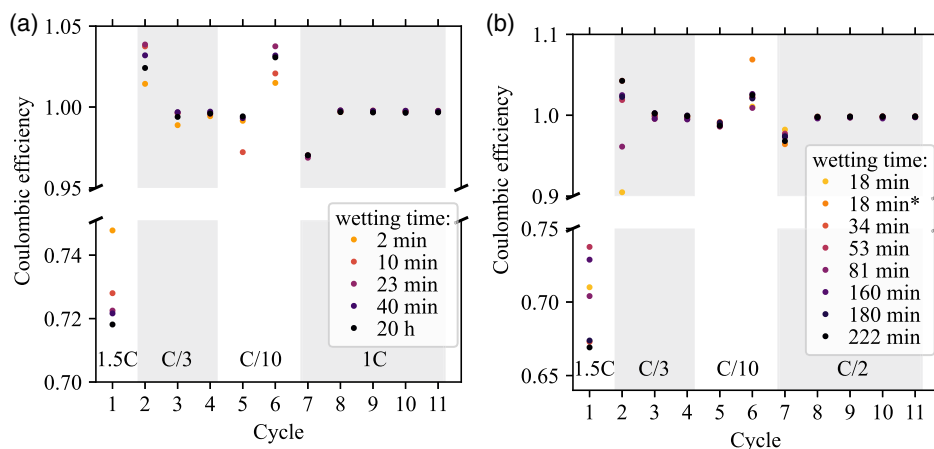 (a)
Coulombic efficiency
1.05
1.00
0.95
0.74
0.72
0.70
wetting time:
2 min
10 min
23 min
40 min
20 h
1.5C
C/3
C/10
1C
1 2 3 4 5 6 7 8 9 10 11
Cycle
(b)
Coulombic efficiency
1.1
1.0
0.9
0.75
0.70
0.65
wetting time:
18 min
18 min*
34 min
53 min
81 min
160 min
180 min
222 min
1.5C
C/3
C/10
C/2
1 2 3 4 5 6 7 8 9 10 11
Cycle